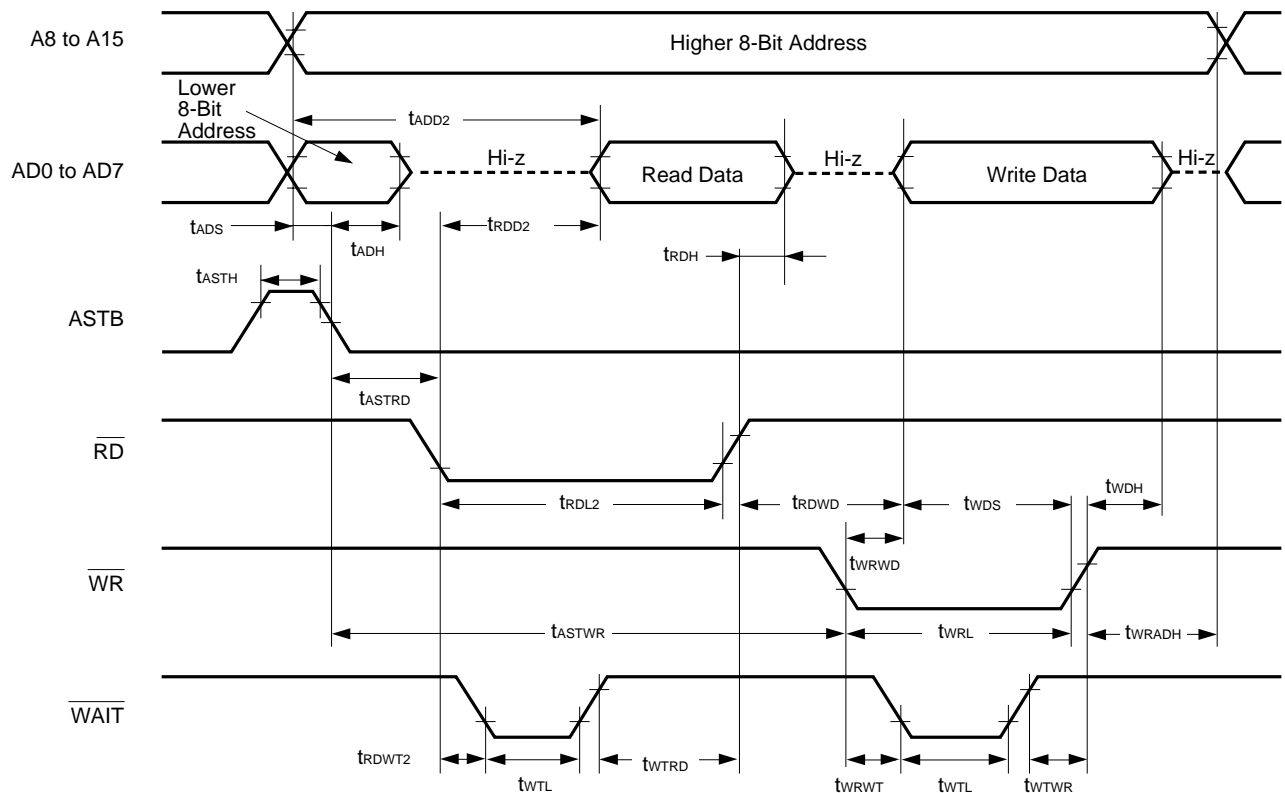 A8 to A15
Higher 8-Bit Address
Lower
8-Bit
Address
tADD2
AD0 to AD7
Hi-z
Read Data
Hi-z
Write Data
Hi-z
tADS
tADH
tRDD2
tRDH
tASTH
ASTB
tASTRD
RD
tRDL2
tRDWD
tWDS
tWDH
tWRWD
WR
tASTWR
tWRL
tWRADH
WAIT
tRDWT2
tWTL
tWTRD
tWRWT
tWTL
tWTWR